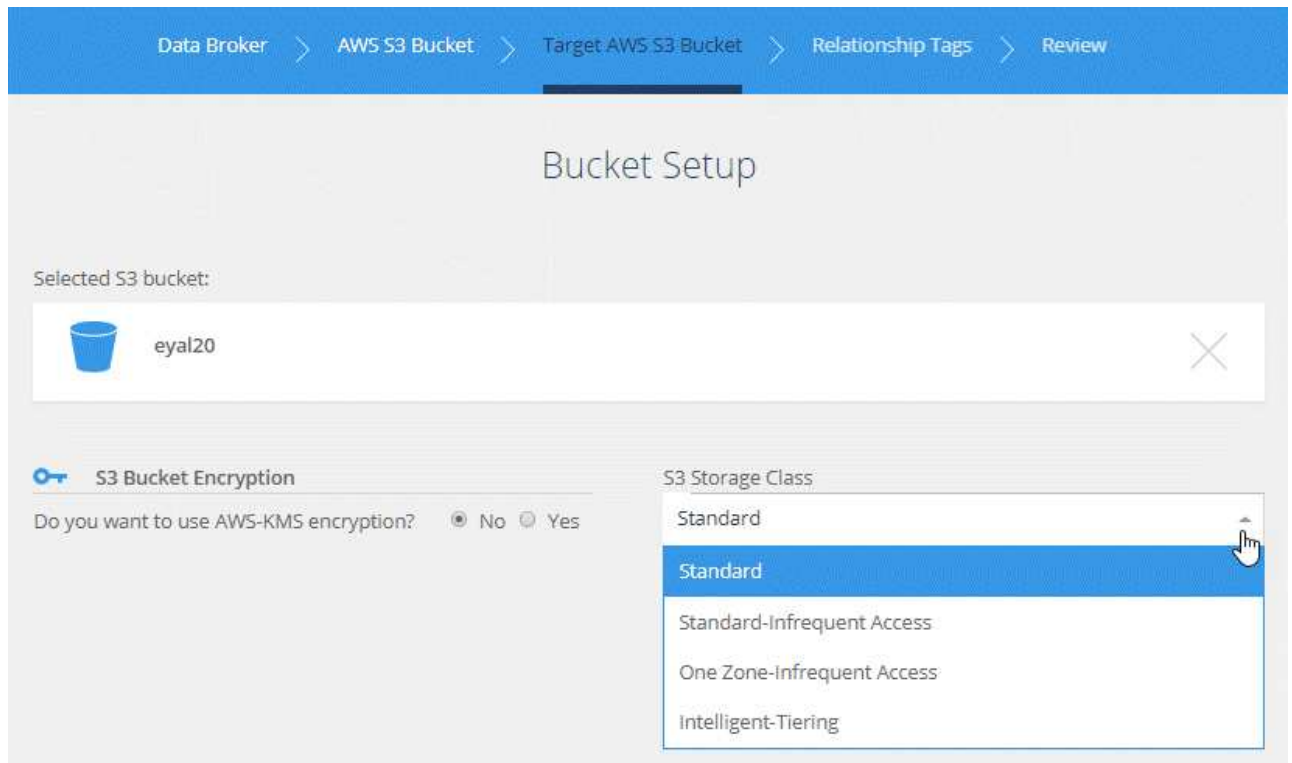 Data Broker > AWS S3 Bucket > Target AWS S3 Bucket > Relationship Tags > Review
Bucket Setup
Selected S3 bucket:
eyal20
S3 Bucket Encryption
Do you want to use AWS-KMS encryption? No Yes
S3 Storage Class
Standard
Standard
Standard-Infrequent Access
One Zone-Infrequent Access
Intelligent-Tiering